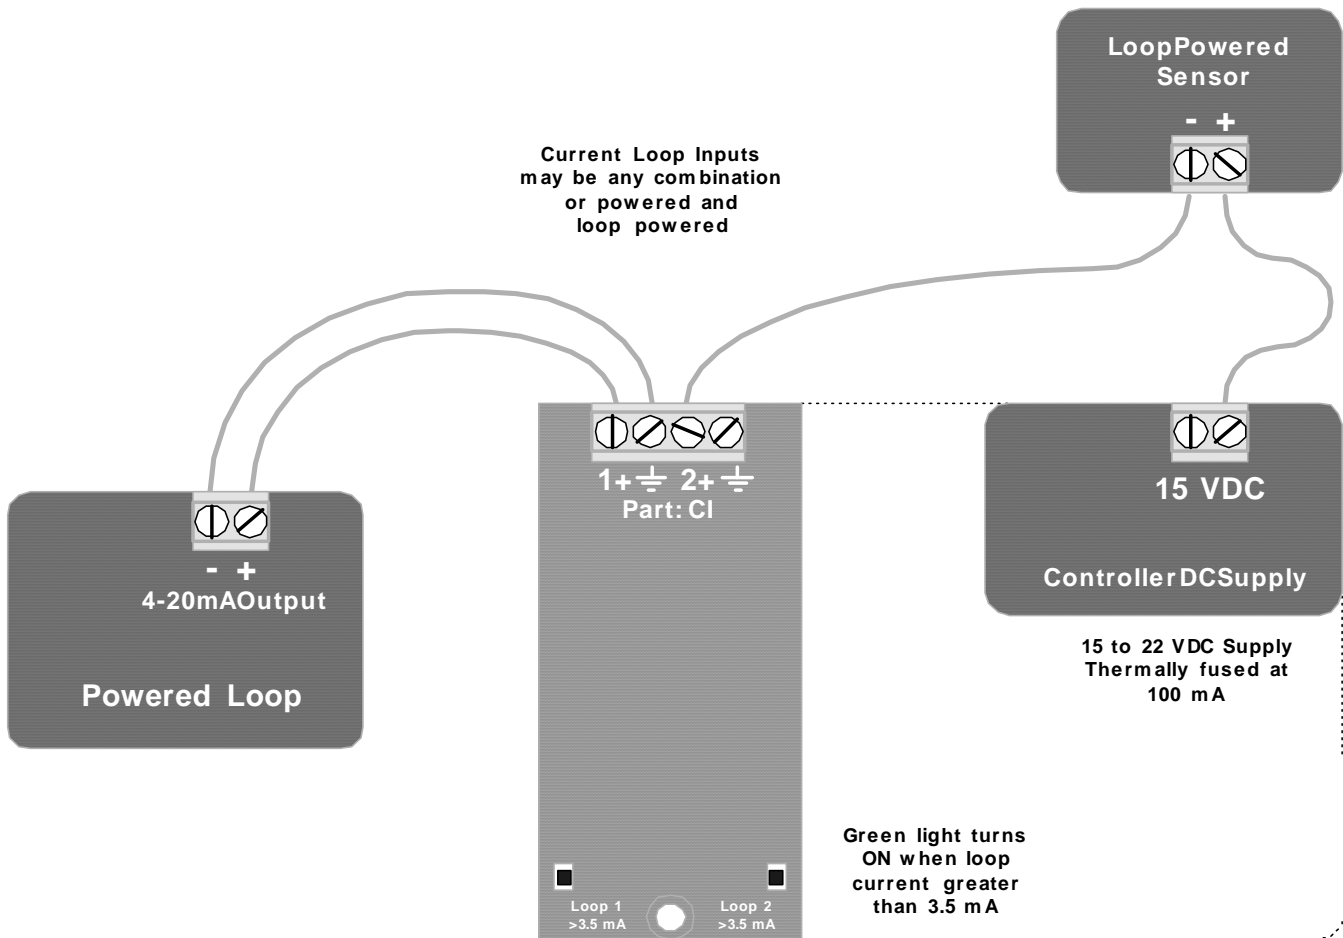 LoopPowered
Sensor
- +
Current Loop Inputs
may be any combination
or powered and
loop powered
1+ 2+
Part: CI
15 VDC
ControllerDCSupply
- +
4-20mAOutput
Powered Loop
15 to 22 VDC Supply
Thermally fused at
100 mA
Green light turns
ON when loop
current greater
than 3.5 mA
Loop 1
>3.5 mA
Loop 2
>3.5 mA